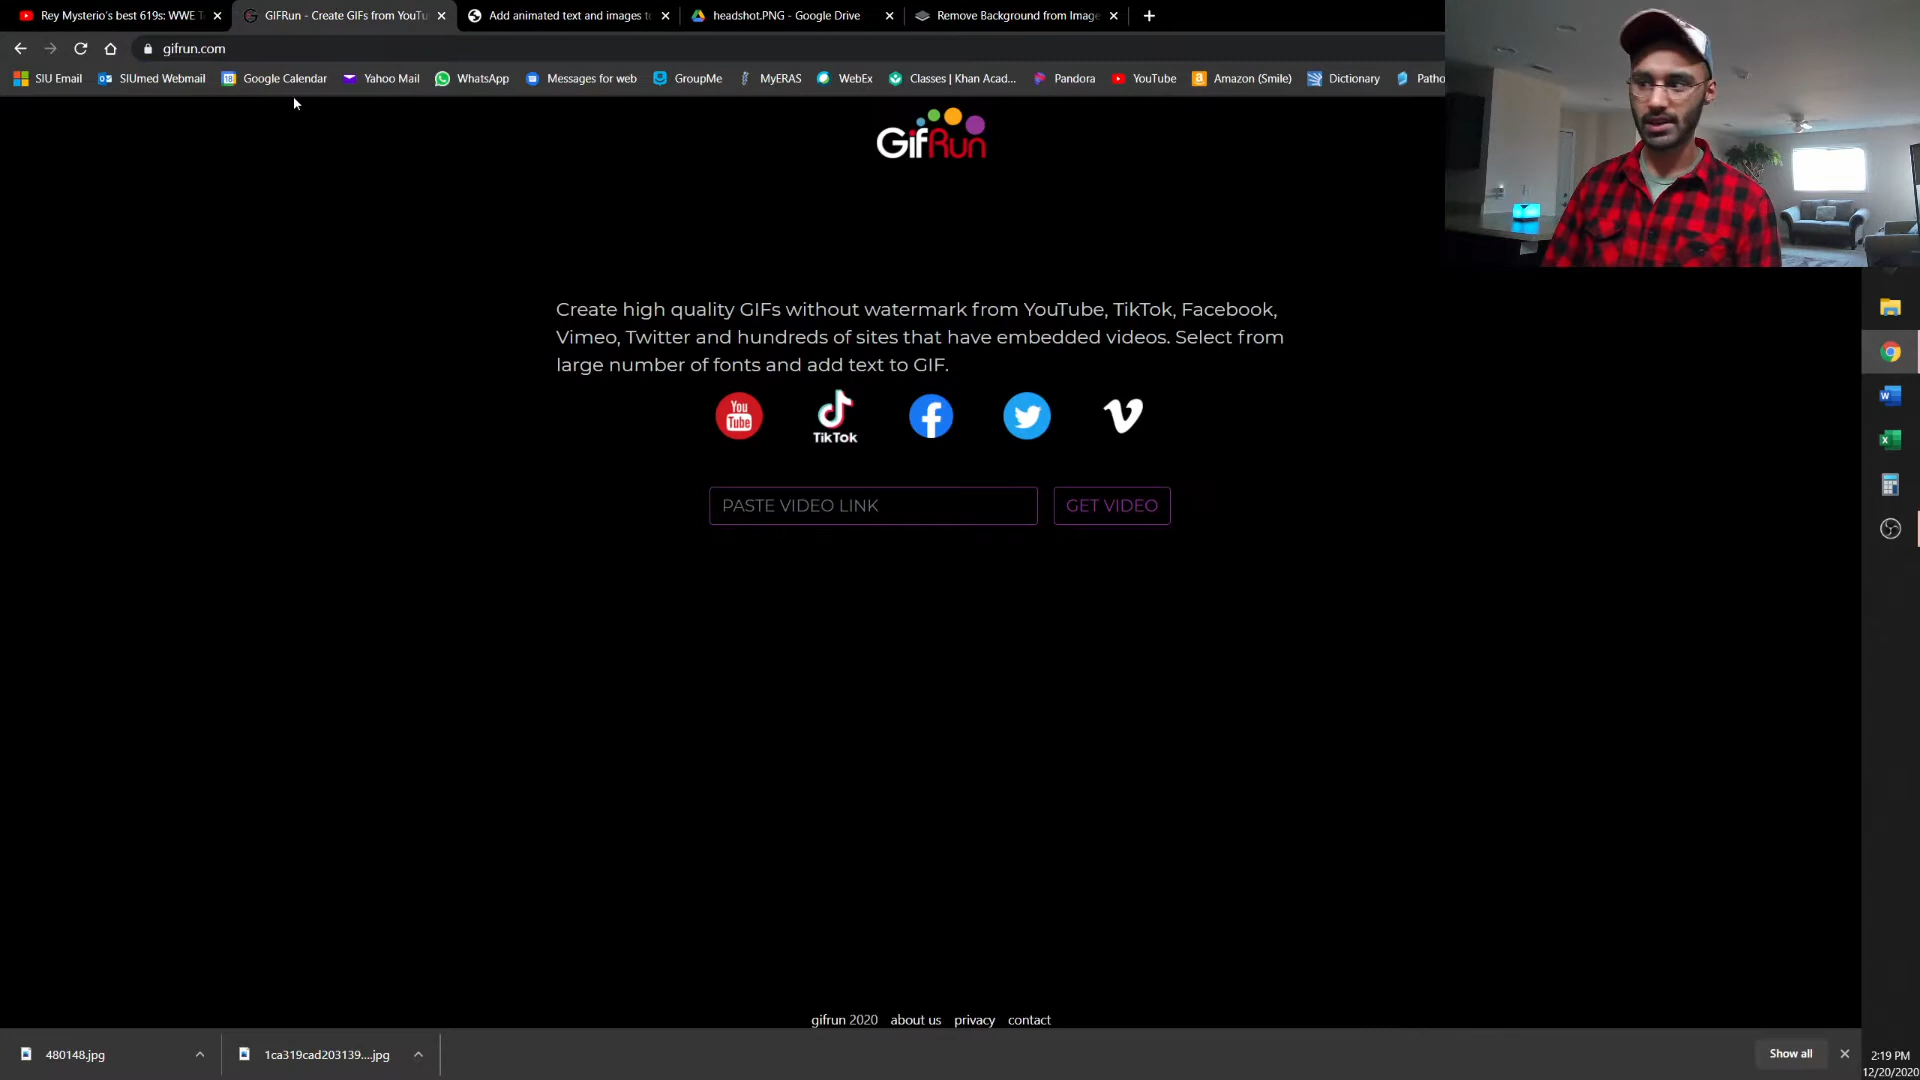 Rey Mysterio's best 619s: WWE T
GIFRun - Create GIFs from YouTu
Add animated text and images to
headshot.PNG - Google Drive
Remove Background from Image
gifrun.com
SIU Email
SIUmed Webmail
Google Calendar
Yahoo Mail
WhatsApp
Messages for web
GroupMe
MyERAS
WebEx
Classes | Khan Acad...
Pandora
YouTube
Amazon (Smile)
Dictionary
Patho
GifRun
Create high quality GIFs without watermark from YouTube, TikTok, Facebook,
Vimeo, Twitter and hundreds of sites that have embedded videos. Select from
large number of fonts and add text to GIF.
You
Tube
TikTok
PASTE VIDEO LINK
GET VIDEO
gifrun 2020 about us privacy contact
480148.jpg
1ca319cad203139....jpg
Show all
2:19 PM
12/20/2020